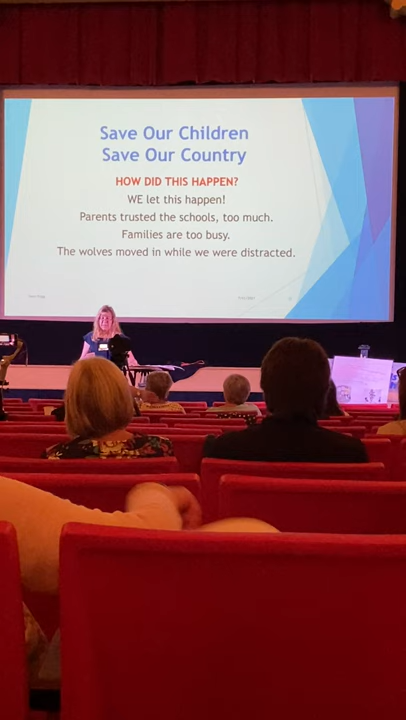 Save Our Children
Save Our Country
HOW DID THIS HAPPEN?
WE let this happen!
Parents trusted the schools, too much.
Families are too busy.
The wolves moved in while we were distracted.